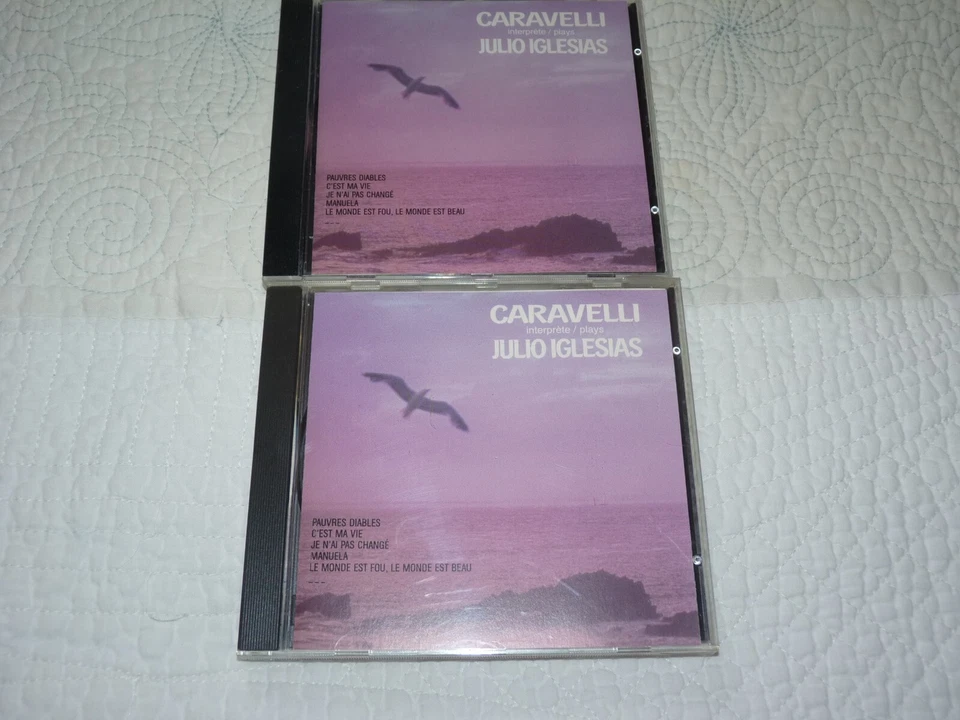 CARAVELLI
interprète / plays
JULIO IGLESIAS
PAUVRES DIABLES
C'EST MA VIE
JE N'AI PAS CHANGÉ
MANUELA
LE MONDE EST FOU, LE MONDE EST BEAU
---
CARAVELLI
interprète / plays
JULIO IGLESIAS
PAUVRES DIABLES
C'EST MA VIE
JE N'AI PAS CHANGÉ
MANUELA
LE MONDE EST FOU, LE MONDE EST BEAU
---